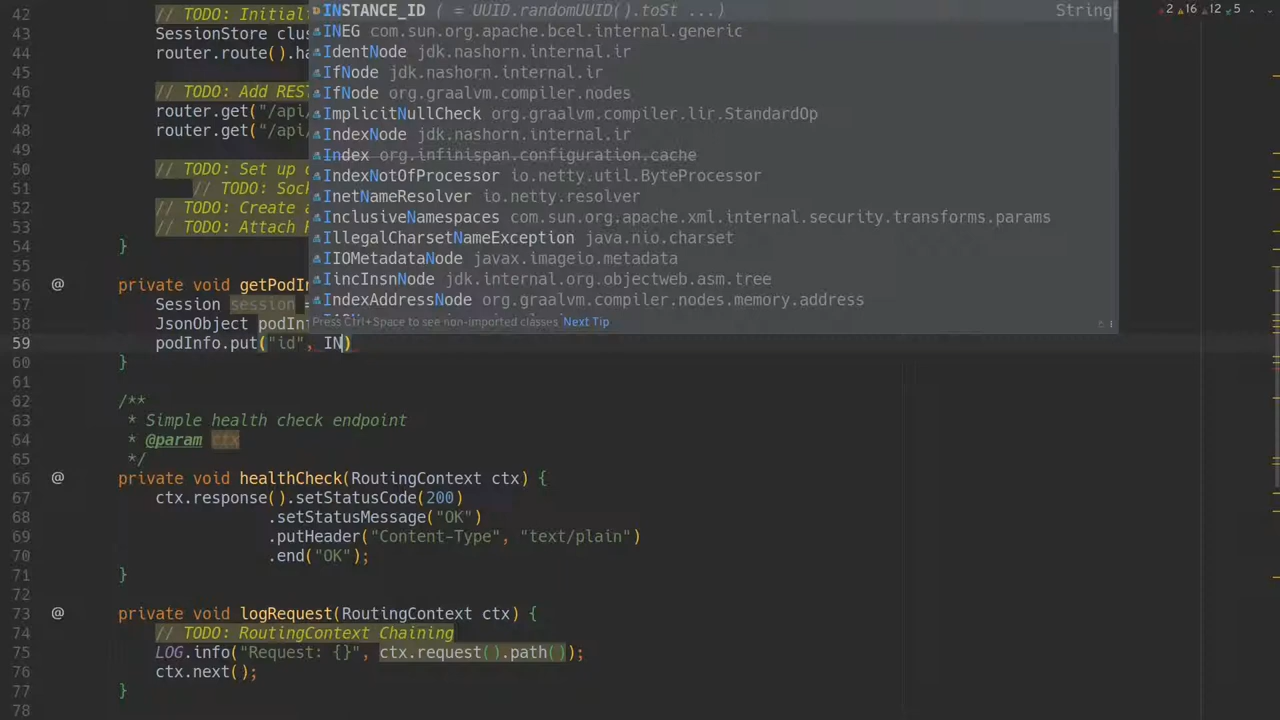 42 // TODO: Initial
43 SessionStore clus
44 router.route().ha
45
46 // TODO: Add REST
47 router.get("/api/
48 router.get("/api/
49
50 // TODO: Set up
51 // TODO: Sock
52 // TODO: Create a
53 // TODO: Attach
54 }
55
INSTANCE_ID ( = UUID.randomUUID().toSt ...) String
INEG com.sun.org.apache.bcel.internal.generic
IdentNode jdk.nashorn.internal.ir
IfNode jdk.nashorn.internal.ir
IfNode org.graalvm.compiler.nodes
ImplicitNullCheck org.graalvm.compiler.lir.StandardOp
IndexNode jdk.nashorn.internal.ir
Index org.infinispan.configuration.cache
IndexNotOfProcessor io.netty.util.ByteProcessor
InetNameResolver io.netty.resolver
InclusiveNamespaces com.sun.org.apache.xml.internal.security.transforms.params
IllegalCharsetNameException java.nio.charset
IIOMetadataNode javax.imageio.metadata
IincInsnNode jdk.internal.org.objectweb.asm.tree
IndexAddressNode org.graalvm.compiler.nodes.memory.address
Press Ctrl+Space to see non-imported classes Next Tip
2 16 12 5
56 @ private void getPodIn
57 Session session =
58 JsonObject podInf
59 podInfo.put("id", IN)
60 }
61
62 /**
63 * Simple health check endpoint
64 * @param ctx
65 */
66 @ private void healthCheck(RoutingContext ctx) {
67 ctx.response().setStatusCode(200)
68 .setStatusMessage("OK")
69 .putHeader("Content-Type", "text/plain")
70 .end("OK");
71 }
72
73 @ private void logRequest(RoutingContext ctx) {
74 // TODO: RoutingContext Chaining
75 LOG.info("Request: {}", ctx.request().path());
76 ctx.next();
77 }
78